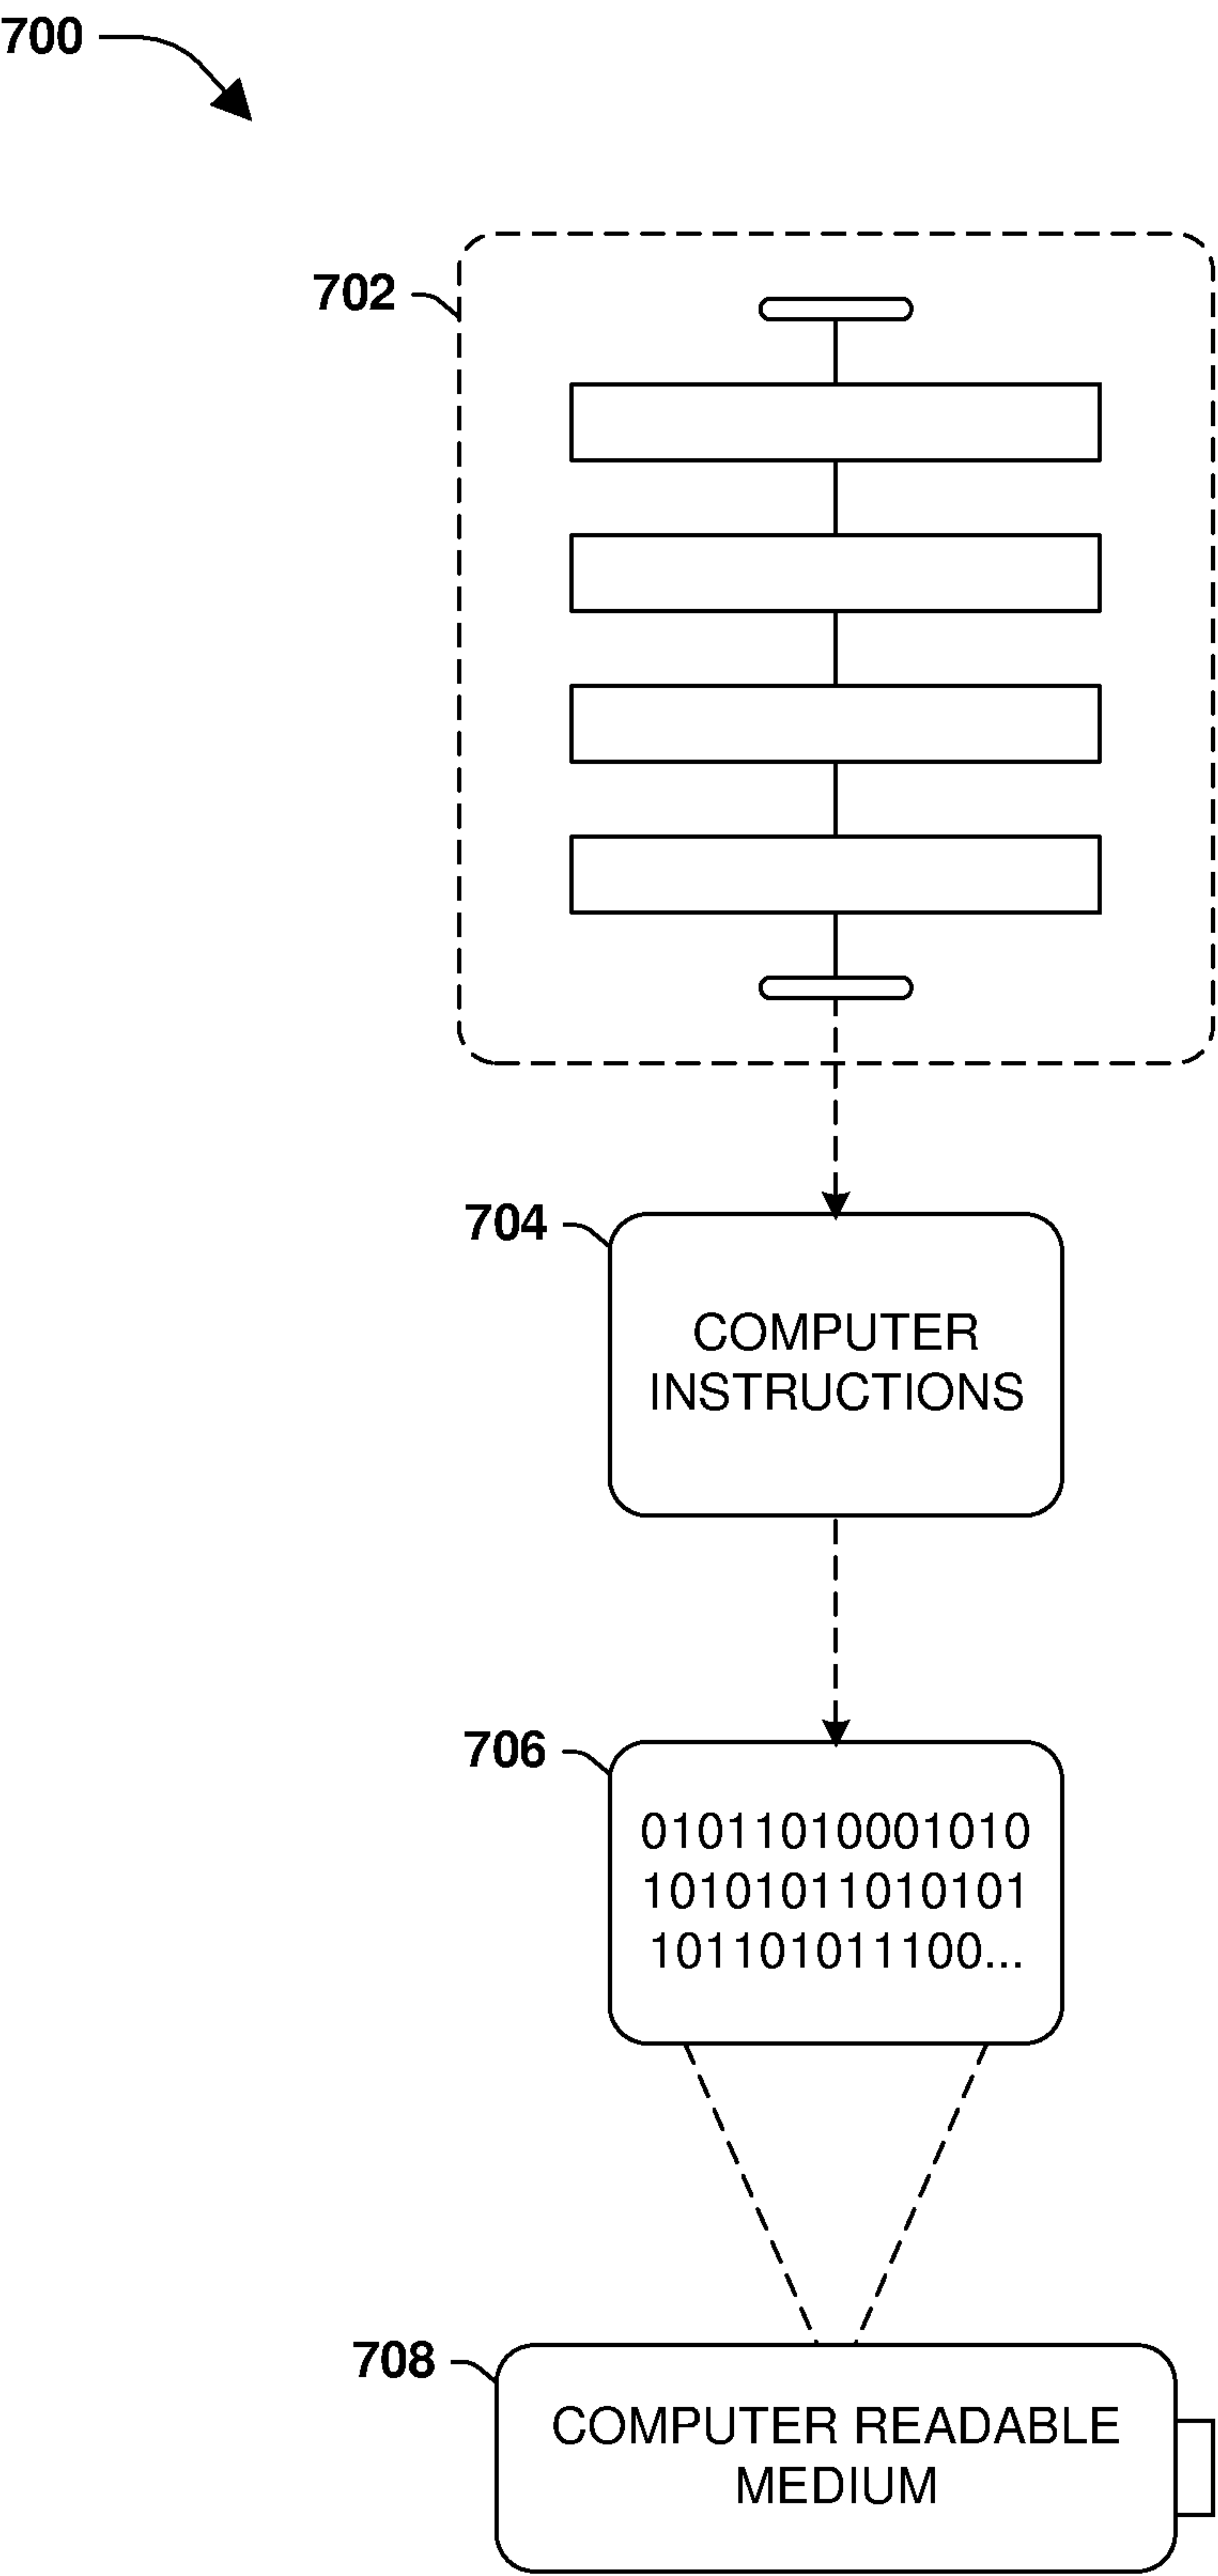 700
702
704
COMPUTER
INSTRUCTIONS
706
01011010001010
10101011010101
101101011100...
708
COMPUTER READABLE
MEDIUM